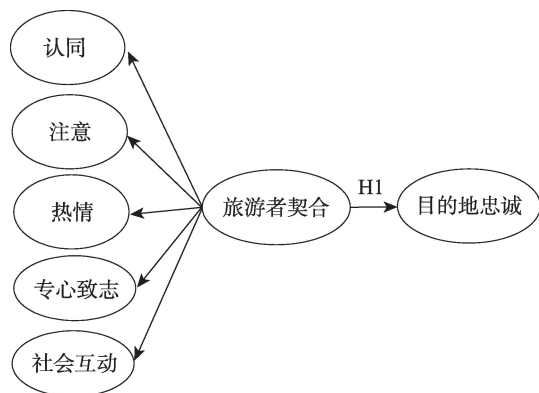 认同
注意
热情
专心致志
社会互动
旅游者契合
H1
目的地忠诚